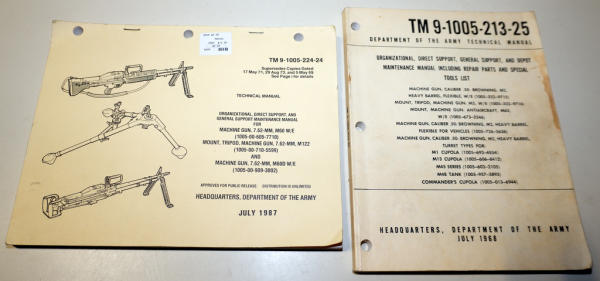 TM 9-1005-224-24
Supersedes Copies Dated
17 May 71, 29 Aug 73, and 5 May 69
See Page i for details
TECHNICAL MANUAL
ORGANIZATIONAL, DIRECT SUPPORT, AND
GENERAL SUPPORT MAINTENANCE MANUAL
FOR
MACHINE GUN, 7.62-MM, M60 W/E
(1005-00-605-7710)
MOUNT, TRIPOD, MACHINE GUN, 7.62-MM, M122
(1005-00-710-5599)
AND
MACHINE GUN, 7.62-MM, M60D W/E
(1005-00-909-3002)
APPROVED FOR PUBLIC RELEASE: DISTRIBUTION IS UNLIMITED
HEADQUARTERS, DEPARTMENT OF THE ARMY
JULY 1987
TM 9-1005-213-25
DEPARTMENT OF THE ARMY TECHNICAL MANUAL
ORGANIZATIONAL, DIRECT SUPPORT, GENERAL SUPPORT, AND DEPOT
MAINTENANCE MANUAL INCLUDING REPAIR PARTS AND SPECIAL
TOOLS LIST
MACHINE GUN, CALIBER .50: BROWNING, M2,
HEAVY BARREL, FLEXIBLE, W/E
MOUNT, TRIPOD, MACHINE GUN, M3, W/E
MOUNT, MACHINE GUN: ANTIAIRCRAFT, M63,
W/E
MACHINE GUN, CALIBER .50: BROWNING, M2, HEAVY BARREL,
FLEXIBLE FOR VEHICLES
MACHINE GUN, CALIBER .50: BROWNING, M2, HEAVY BARREL
TURRET TYPES FOR:
M1 CUPOLA
M13 CUPOLA
M45 SERIES
M48 TANK
COMMANDER'S CUPOLA
HEADQUARTERS, DEPARTMENT OF THE ARMY
JULY 1968